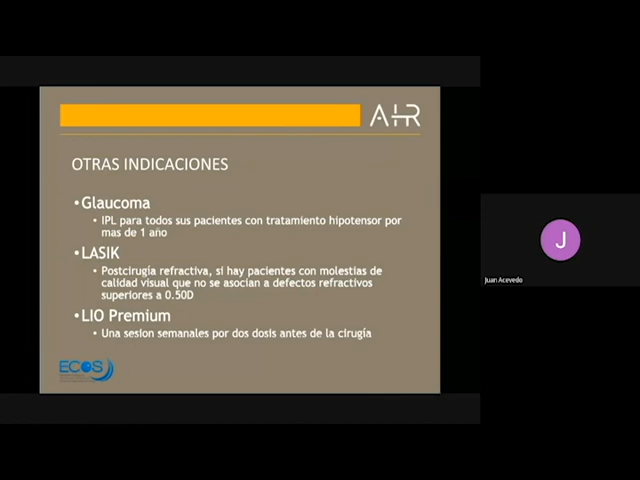 AHR
OTRAS INDICACIONES
•Glaucoma
• IPL para todos sus pacientes con tratamiento hipotensor por
mas de 1 año
•LASIK
• Postcirugía refractiva, si hay pacientes con molestias de
calidad visual que no se asocian a defectos refractivos
superiores a 0.50D
•LIO Premium
• Una sesion semanales por dos dosis antes de la cirugía
ECOS
J
Juan Acevedo